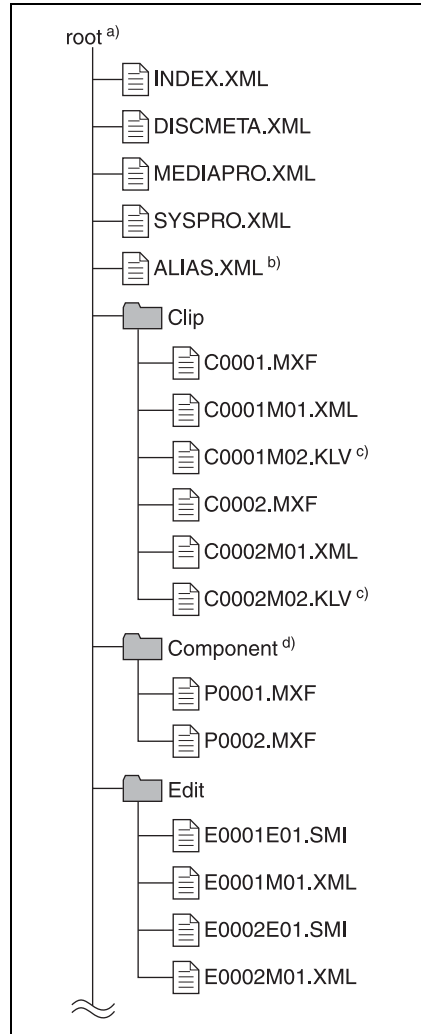 root a)
INDEX.XML
DISCMETA.XML
MEDIAPRO.XML
SYSPRO.XML
ALIAS.XML b)
Clip
C0001.MXF
C0001M01.XML
C0001M02.KLV c)
C0002.MXF
C0002M01.XML
C0002M02.KLV c)
Component d)
P0001.MXF
P0002.MXF
Edit
E0001E01.SMI
E0001M01.XML
E0002E01.SMI
E0002M01.XML